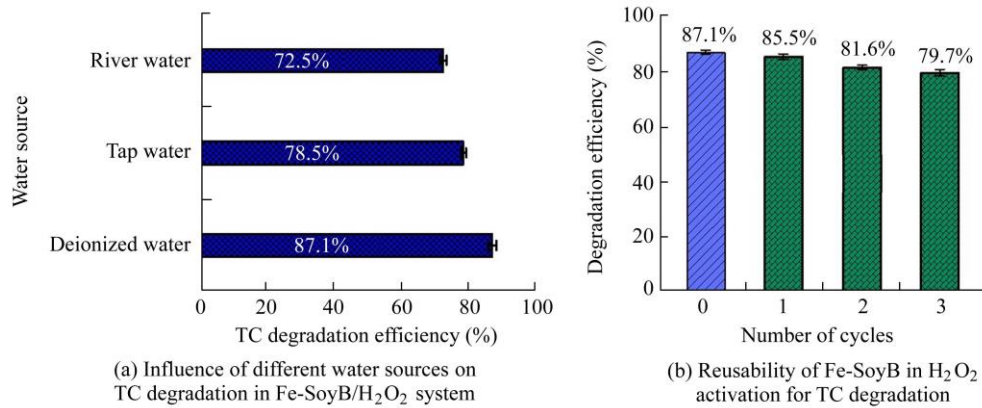 Water source
River water
72.5%
Tap water
78.5%
Deionized water
87.1%
0 20 40 60 80 100
TC degradation efficiency (%)
(a) Influence of different water sources on
TC degradation in Fe-SoyB/H₂O₂ system
Degradation efficiency (%)
100
80
60
40
20
0
87.1% 85.5% 81.6% 79.7%
0 1 2 3
Number of cycles
(b) Reusability of Fe-SoyB in H₂O₂
activation for TC degradation